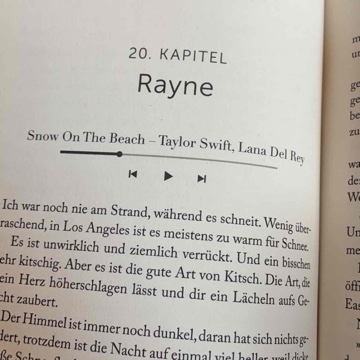 20. KAPITEL
Rayne
Snow On The Beach – Taylor Swift, Lana Del Rey
Ich war noch nie am Strand, während es schneit. Wenig über-
raschend, in Los Angeles ist es meistens zu warm für Schnee.
Es ist unwirklich und ziemlich verrückt. Und ein bisschen
ehr kitschig. Aber es ist die gute Art von Kitsch. Die Art, die
ein Herz höherschlagen lässt und dir ein Lächeln aufs Ge-
cht zaubert.
Der Himmel ist immer noch dunkel, daran hat sich nichts ge-
dert, trotzdem ist die Nacht auf einmal viel heller, weil dicke